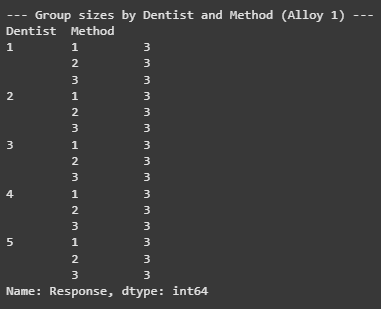 --- Group sizes by Dentist and Method (Alloy 1) ---
Dentist  Method
1        1         3
         2         3
         3         3
2        1         3
         2         3
         3         3
3        1         3
         2         3
         3         3
4        1         3
         2         3
         3         3
5        1         3
         2         3
         3         3
Name: Response, dtype: int64